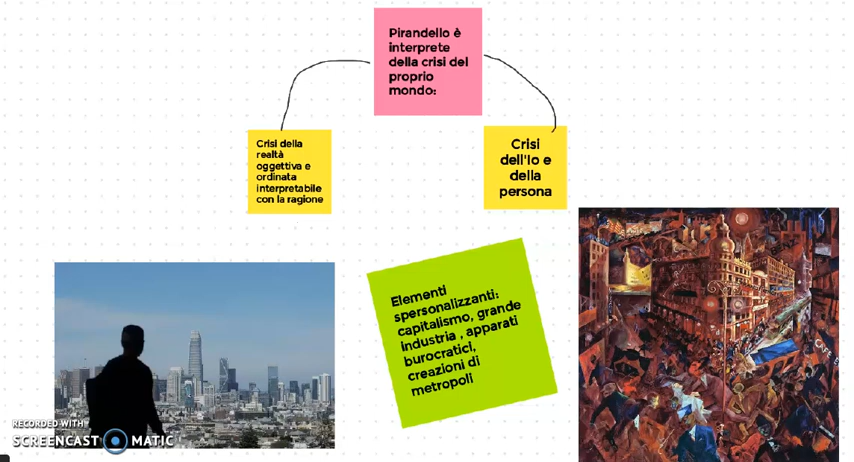 Pirandello è
interprete
della crisi del
proprio
mondo:
Crisi della
realtà
oggettiva e
ordinata
interpretabile
con la ragione
Crisi
dell'Io e
della
persona
Elementi
spersonalizzanti:
capitalismo, grande
industria , apparati
burocratici,
creazioni di
metropoli
RECORDED WITH
SCREENCAST MATIC